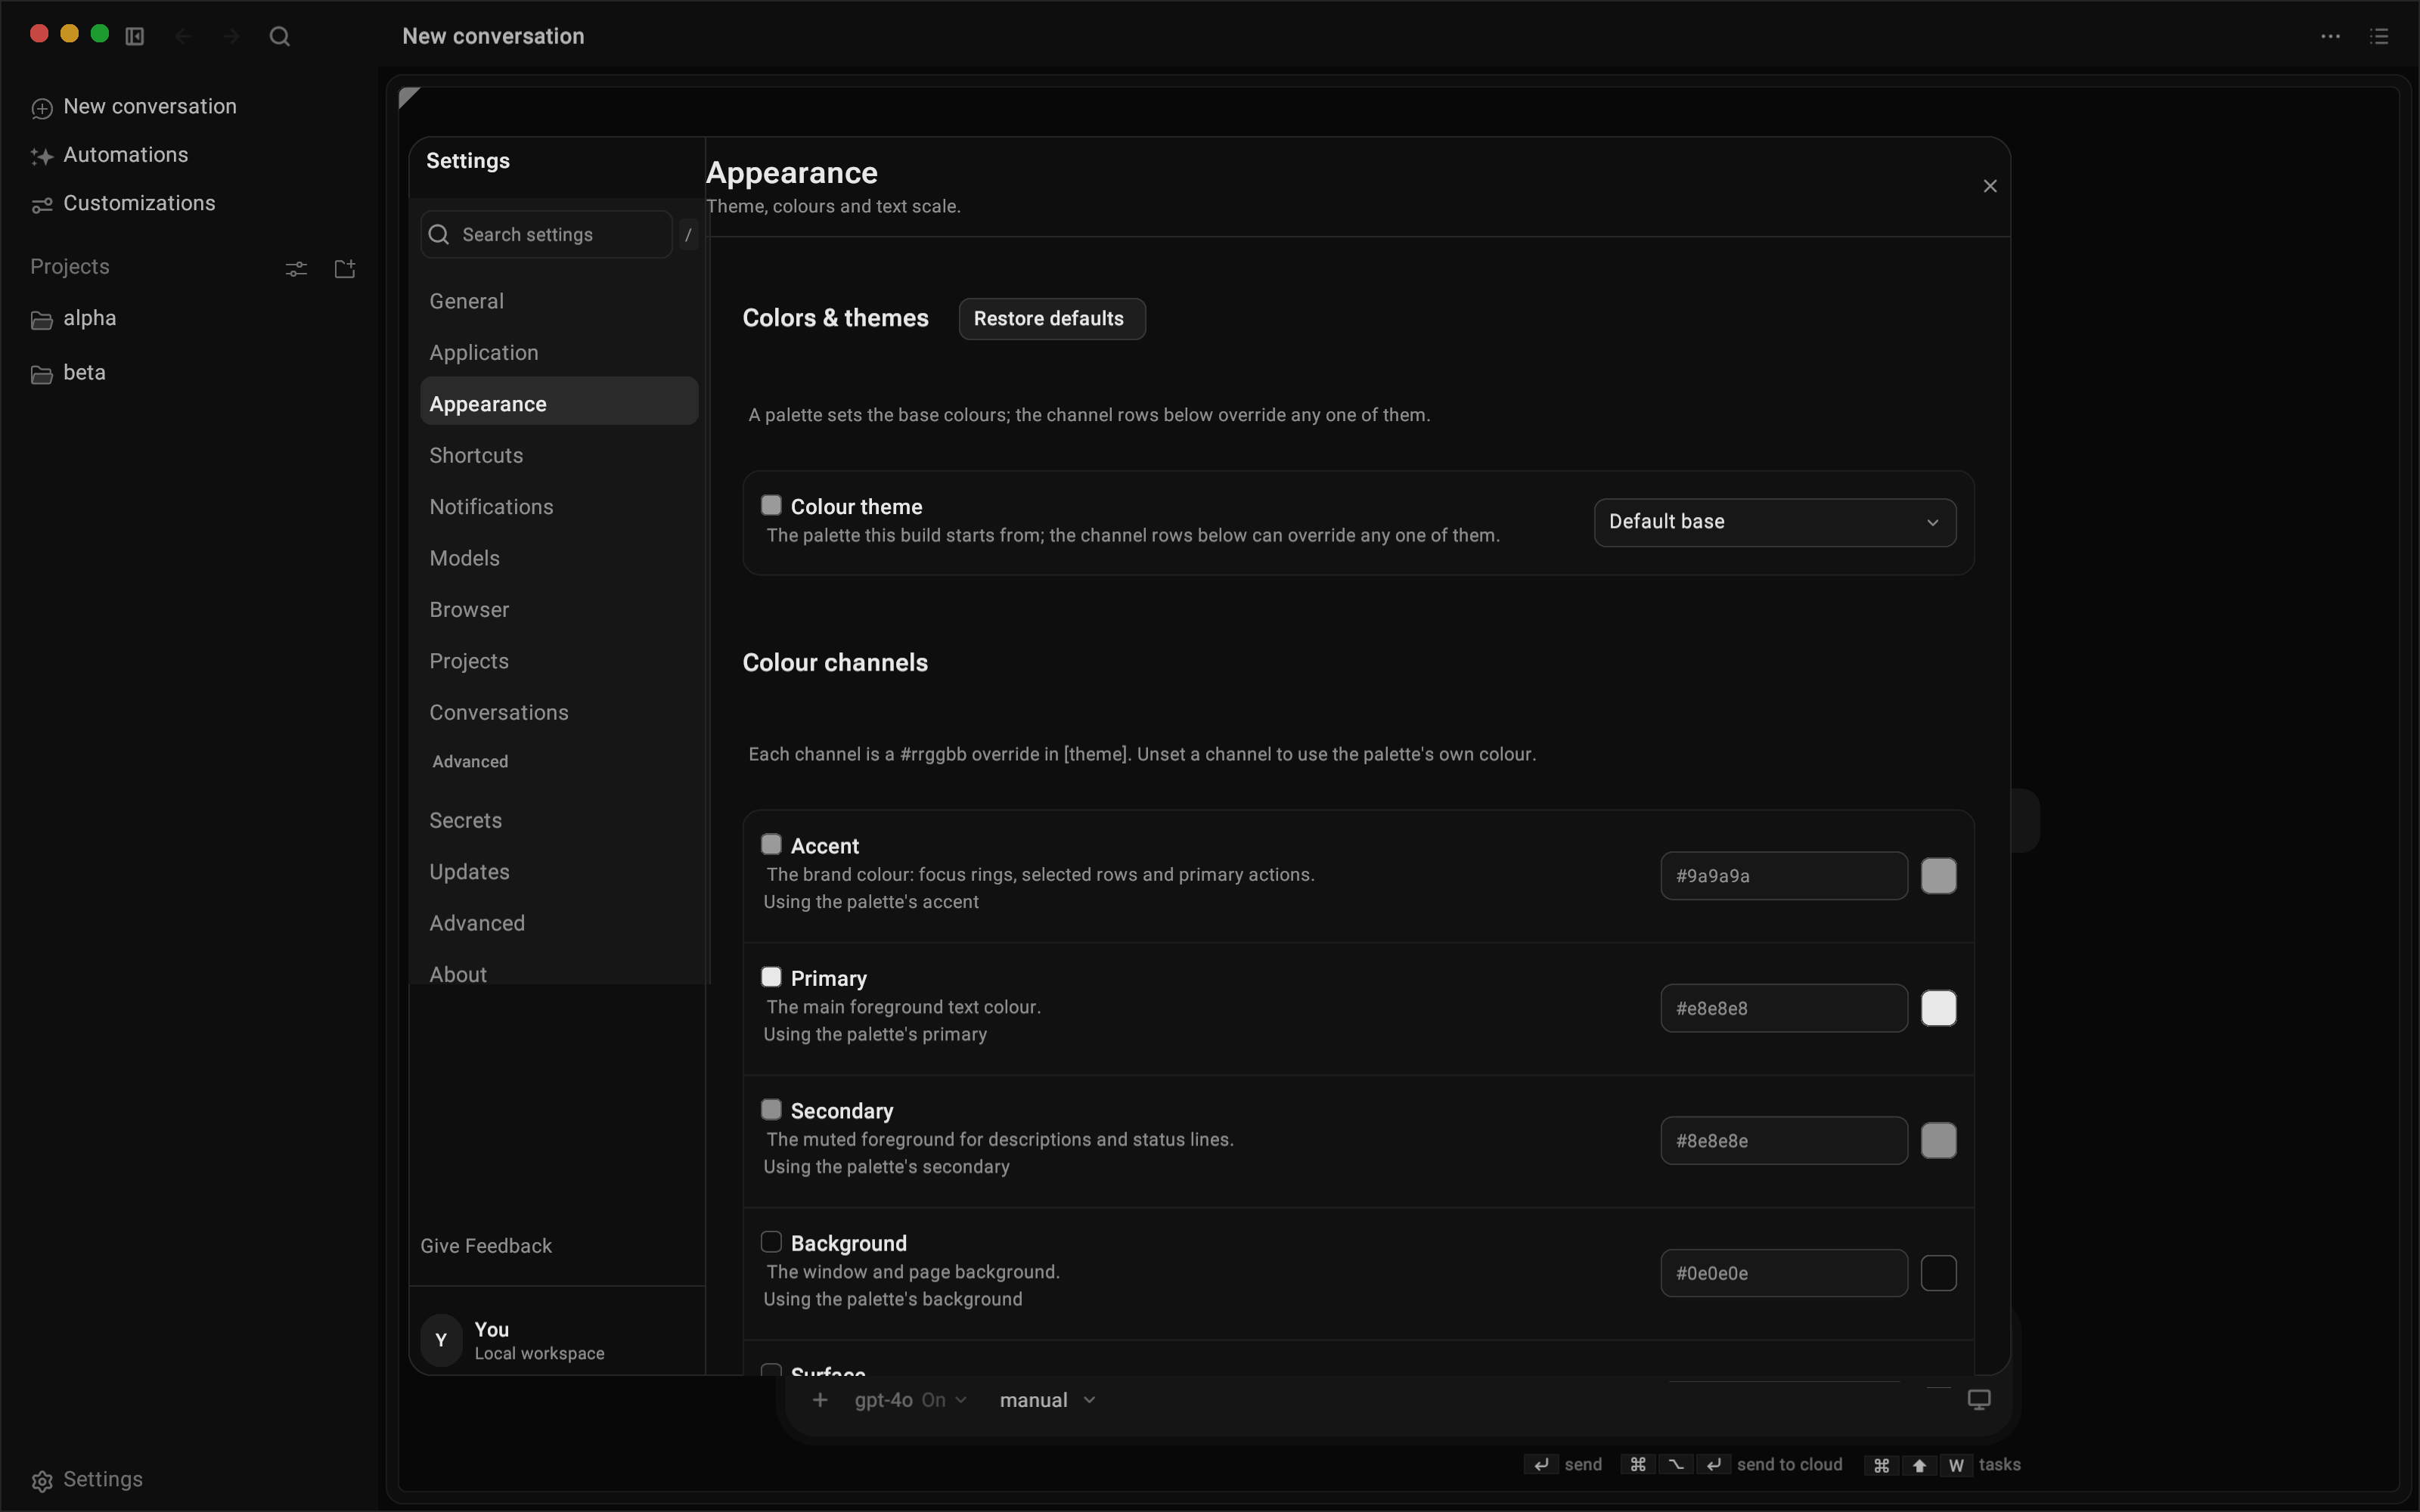 New conversation
New conversation
Automations
Customizations
Projects
alpha
beta
Settings
Settings
Search settings
/
General
Application
Appearance
Shortcuts
Notifications
Models
Browser
Projects
Conversations
Advanced
Secrets
Updates
Advanced
About
Give Feedback
Y
You
Local workspace
Appearance
Theme, colours and text scale.
Colors & themes
Restore defaults
A palette sets the base colours; the channel rows below override any one of them.
Colour theme
The palette this build starts from; the channel rows below can override any one of them.
Default base
Colour channels
Each channel is a #rrggbb override in [theme]. Unset a channel to use the palette's own colour.
Accent
The brand colour: focus rings, selected rows and primary actions.
Using the palette's accent
#9a9a9a
Primary
The main foreground text colour.
Using the palette's primary
#e8e8e8
Secondary
The muted foreground for descriptions and status lines.
Using the palette's secondary
#8e8e8e
Background
The window and page background.
Using the palette's background
#0e0e0e
Surface
gpt-4o On
manual
send
⌘ ⌥ send to cloud
⌘ W tasks